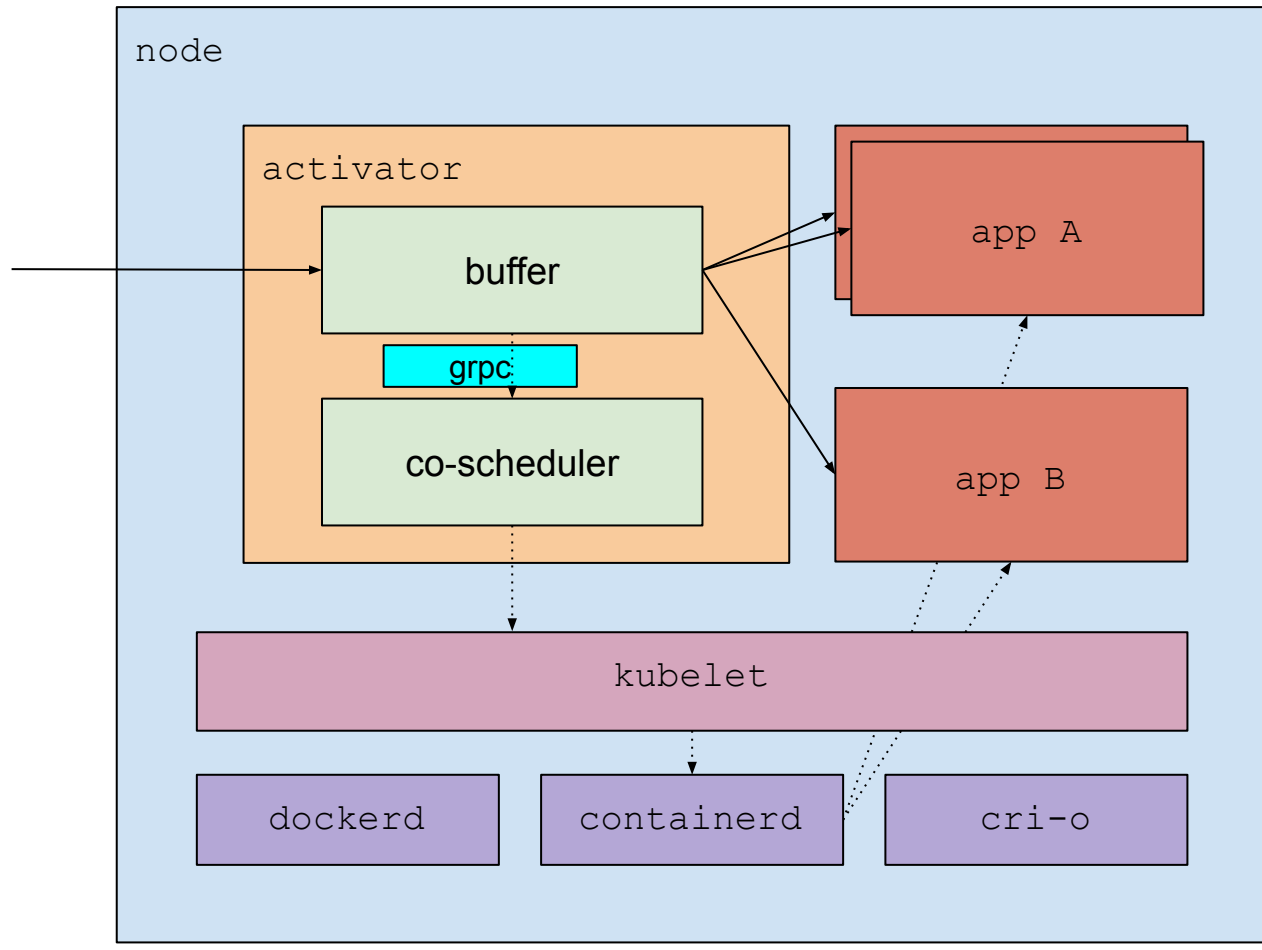 node
activator
buffer
grpc
co-scheduler
app A
app B
kubelet
dockerd
containerd
cri-o